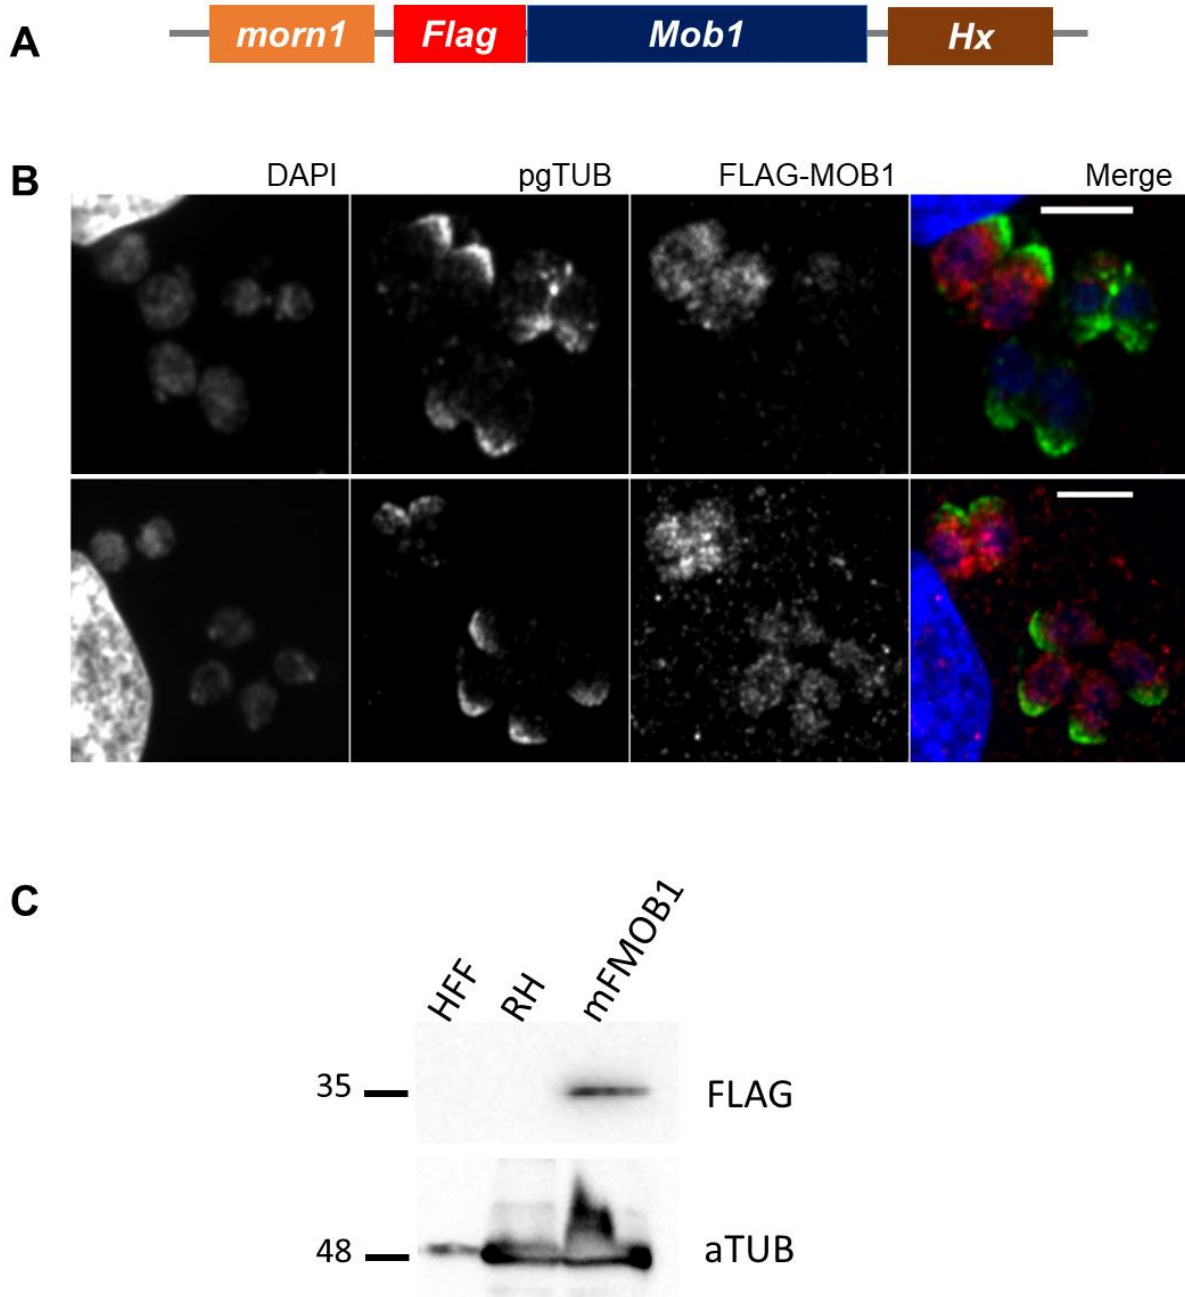 A
morn1 Flag Mob1 Hx
B
DAPI pgTUB FLAG-MOB1 Merge
C
HFF RH mFMOB1
35 FLAG
48 aTUB